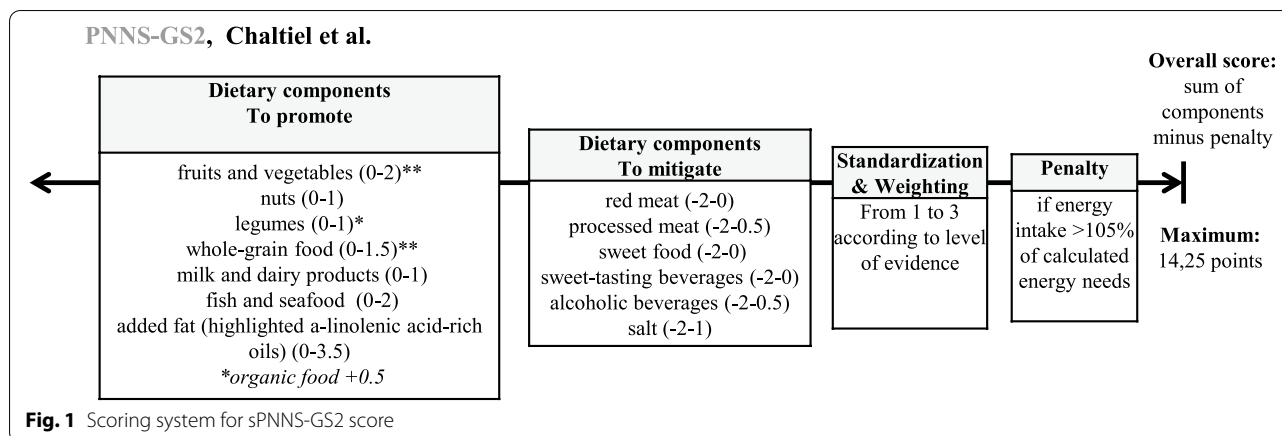 PNNS-GS2, Chaltiel et al.
Dietary components
To promote
fruits and vegetables (0-2)**
nuts (0-1)
legumes (0-1)*
whole-grain food (0-1.5)**
milk and dairy products (0-1)
fish and seafood (0-2)
added fat (highlighted a-linolenic acid-rich
oils) (0-3.5)
*organic food +0.5
Dietary components
To mitigate
red meat (-2-0)
processed meat (-2-0.5)
sweet food (-2-0)
sweet-tasting beverages (-2-0)
alcoholic beverages (-2-0.5)
salt (-2-1)
Standardization
& Weighting
From 1 to 3
according to level
of evidence
Penalty
if energy
intake >105%
of calculated
energy needs
Overall score:
sum of
components
minus penalty
Maximum:
14,25 points
Fig. 1 Scoring system for sPNNS-GS2 score